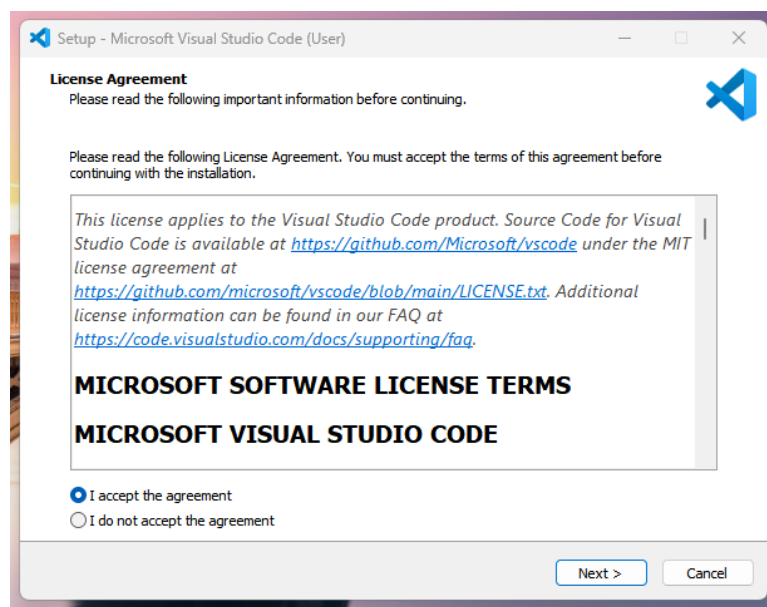 Setup - Microsoft Visual Studio Code (User)
License Agreement
Please read the following important information before continuing.
Please read the following License Agreement. You must accept the terms of this agreement before
continuing with the installation.
This license applies to the Visual Studio Code product. Source Code for Visual
Studio Code is available at https://github.com/Microsoft/vscode under the MIT
license agreement at
https://github.com/microsoft/vscode/blob/main/LICENSE.txt. Additional
license information can be found in our FAQ at
https://code.visualstudio.com/docs/supporting/faq.
MICROSOFT SOFTWARE LICENSE TERMS
MICROSOFT VISUAL STUDIO CODE
I accept the agreement
I do not accept the agreement
Next >
Cancel